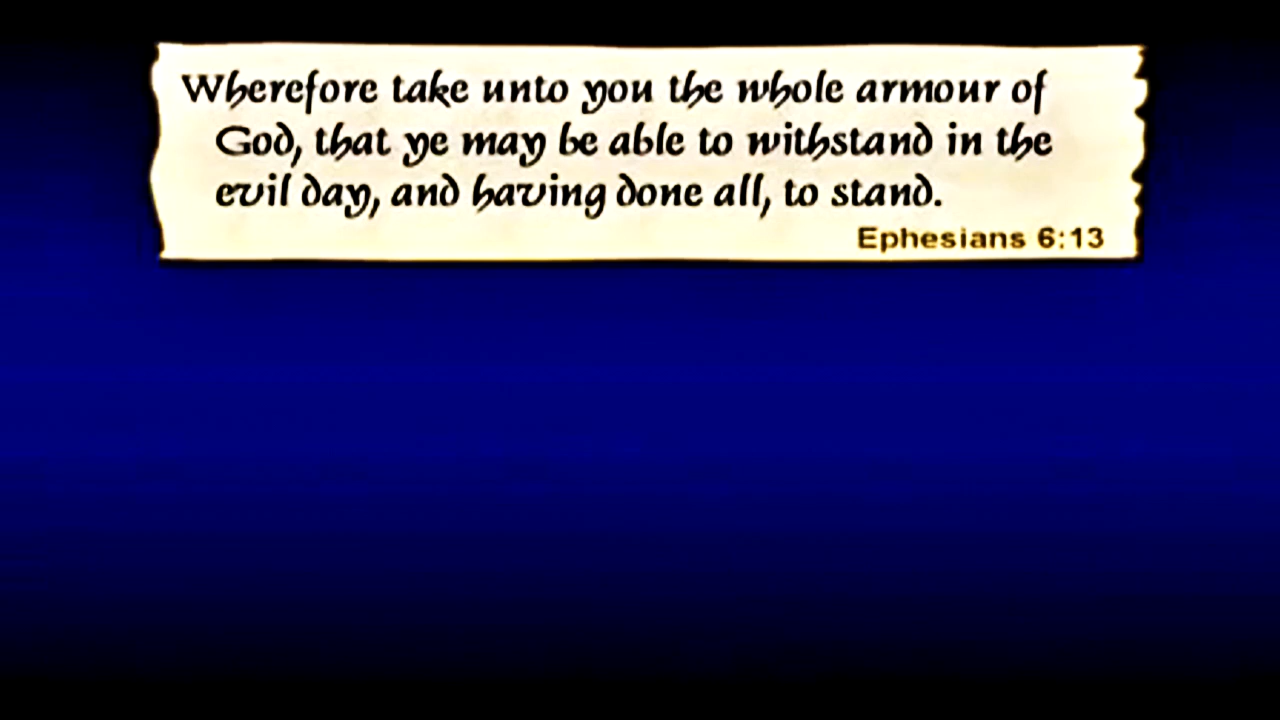 Wherefore take unto you the whole armour of
God, that ye may be able to withstand in the
evil day, and having done all, to stand.
Ephesians 6:13